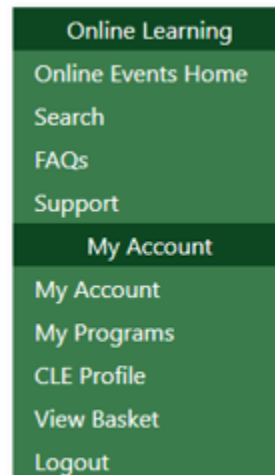 Online Learning
Online Events Home
Search
FAQs
Support
My Account
My Account
My Programs
CLE Profile
View Basket
Logout